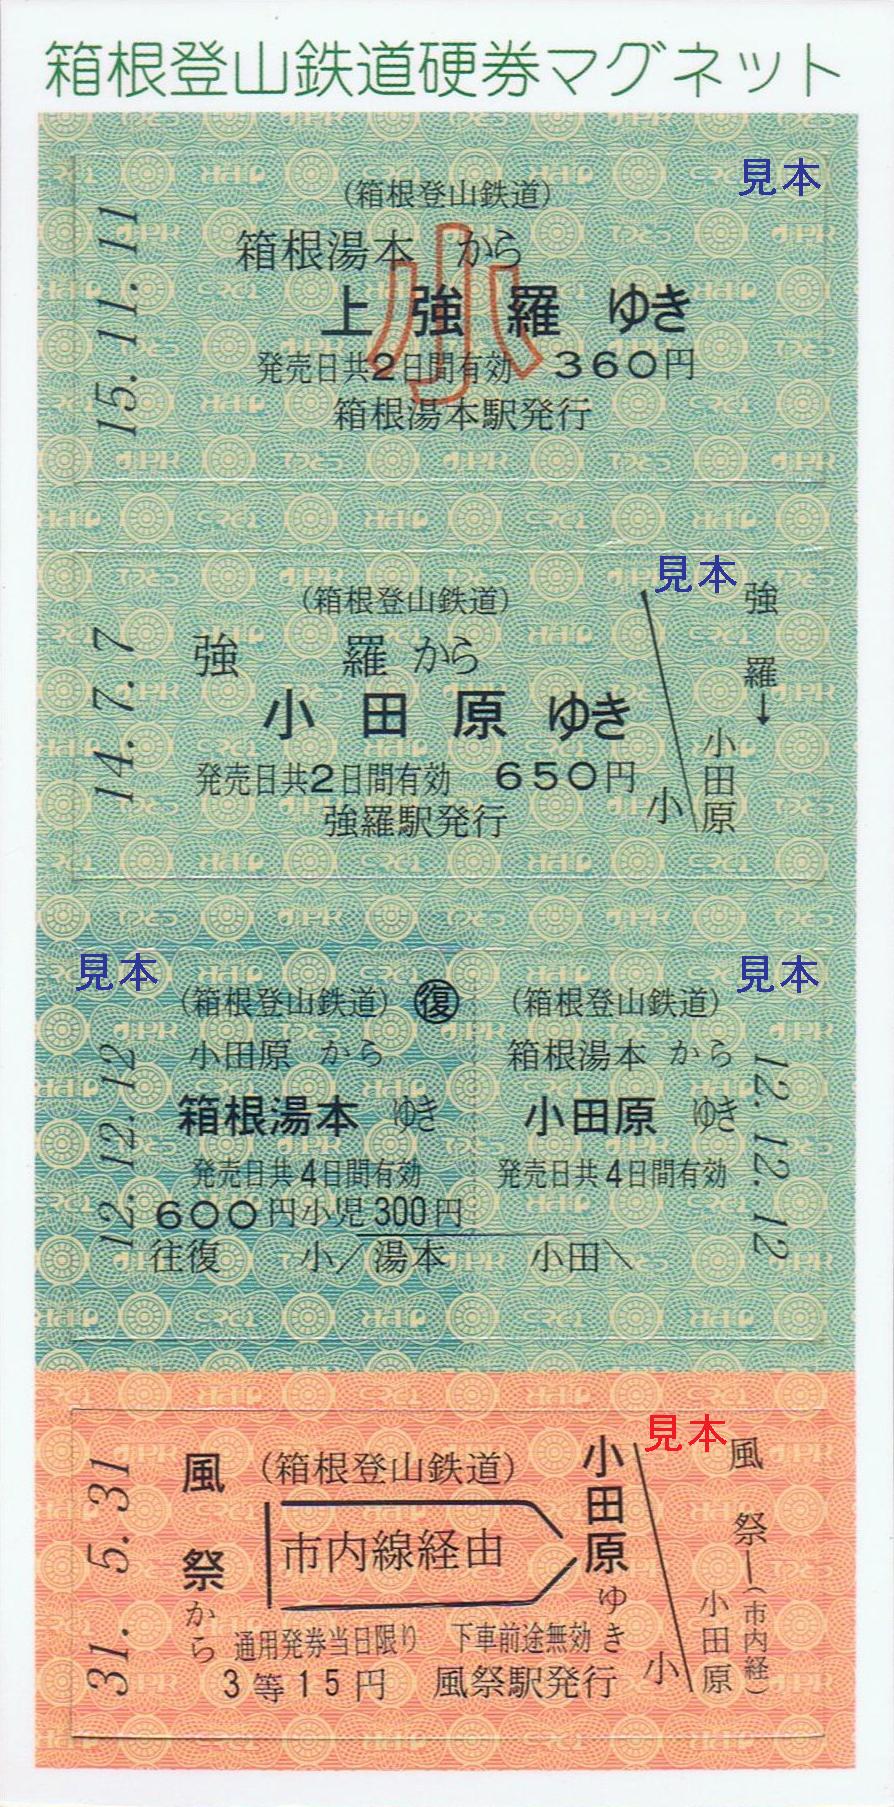 箱根登山鉄道硬券マグネット
見本
15.11.11
(箱根登山鉄道)
小
箱根湯本 から
上強羅 ゆき
発売日共2日間有効 360円
箱根湯本駅発行
見本
14.7.7
(箱根登山鉄道)
強羅 から
小田原 ゆき
発売日共2日間有効 650円
強羅駅発行
小
強羅→小田原
見本
12.12.12
(箱根登山鉄道) 復
小田原 から
箱根湯本 ゆき
発売日共4日間有効
600円 小児300円
往復 小/湯本
見本
(箱根登山鉄道)
箱根湯本 から
小田原 ゆき
発売日共4日間有効
小田\
12.12.12
見本
31.5.31
風祭から
(箱根登山鉄道)
市内線経由
小田原ゆき
通用発券当日限り 下車前途無効
3等15円 風祭駅発行
小
風祭―(市内経)
小田原